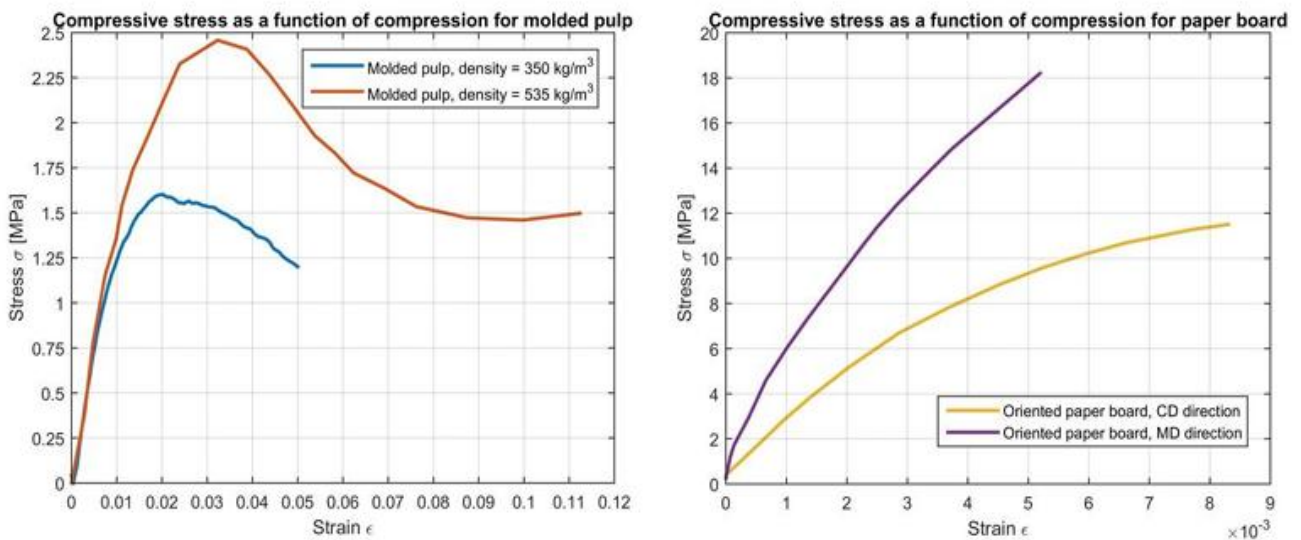 Compressive stress as a function of compression for molded pulp
2.5
2.25
2
1.75
1.5
1.25
1
0.75
0.5
0.25
0
Stress σ [MPa]
Molded pulp, density = 350 kg/m³
Molded pulp, density = 535 kg/m³
0 0.01 0.02 0.03 0.04 0.05 0.06 0.07 0.08 0.09 0.1 0.11 0.12
Strain ϵ
Compressive stress as a function of compression for paper board
20
18
16
14
12
10
8
6
4
2
0
Stress σ [MPa]
Oriented paper board, CD direction
Oriented paper board, MD direction
0 1 2 3 4 5 6 7 8 9
Strain ϵ
×10⁻³